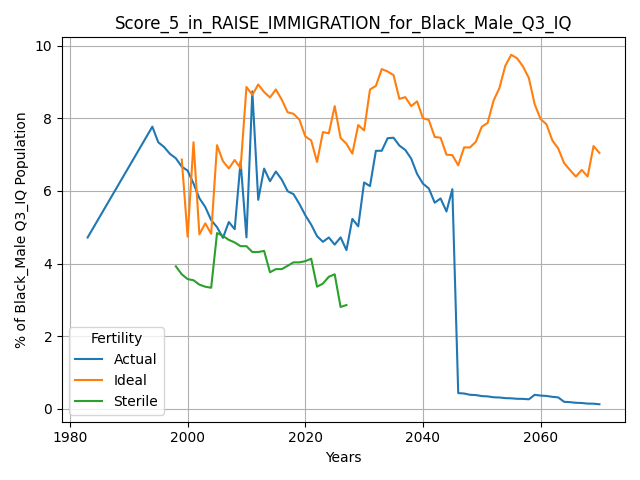 Score_5_in_RAISE_IMMIGRATION_for_Black_Male_Q3_IQ
% of Black_Male Q3_IQ Population
10
8
6
4
2
0
Fertility
Actual
Ideal
Sterile
1980
2000
2020
2040
2060
Years